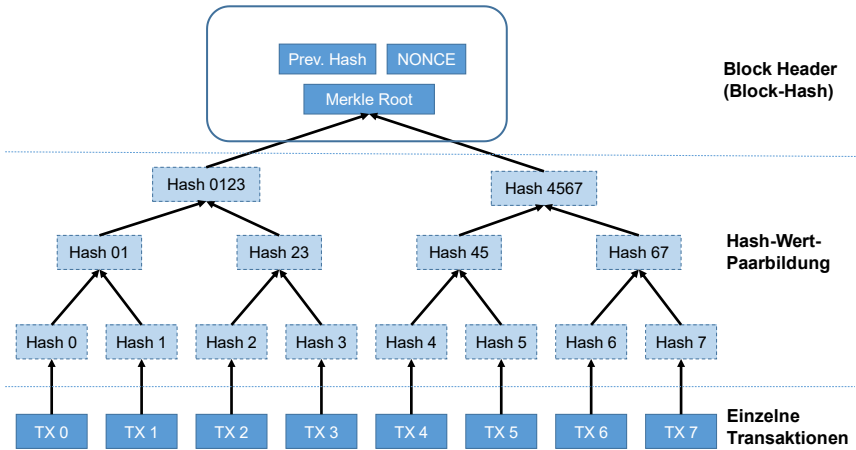 Prev. Hash NONCE
Merkle Root
Block Header
(Block-Hash)
Hash 0123 Hash 4567
Hash 01 Hash 23 Hash 45 Hash 67
Hash-Wert-
Paarbildung
Hash 0 Hash 1 Hash 2 Hash 3 Hash 4 Hash 5 Hash 6 Hash 7
TX 0 TX 1 TX 2 TX 3 TX 4 TX 5 TX 6 TX 7
Einzelne
Transaktionen